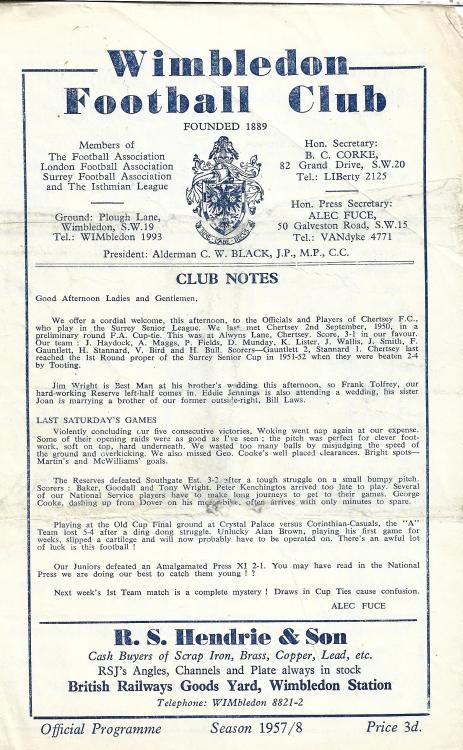 Wimbledon
Football Club
FOUNDED 1889
Members of
The Football Association
London Football Association
Surrey Football Association
and The Isthmian League
Ground: Plough Lane,
Wimbledon, S.W.19
Tel.: WIMbledon 1993
Hon. Secretary:
B. C. CORKE,
82 Grand Drive, S.W.20
Tel.: LIBerty 2125
Hon. Press Secretary:
ALEC FUCE,
50 Galveston Road, S.W.15
Tel.: VANdyke 4771
President: Alderman C. W. BLACK, J.P., M.P., C.C.
CLUB NOTES
Good Afternoon Ladies and Gentlemen,
We offer a cordial welcome, this afternoon, to the Officials and Players of Chertsey F.C.,
who play in the Surrey Senior League. We last met Chertsey 2nd September, 1950, in a
preliminary round F.A. Cup-tie. This was at Alwyns Lane, Chertsey. Score, 3-1 in our favour.
Our team : J. Haydock, A. Maggs, P. Fields, D. Munday, K. Lister, J. Wallis, J. Smith, F.
Gauntlett, H. Stannard, V. Bird and H. Bull. Scorers—Gauntlett 2, Stannard 1. Chertsey last
reached the 1st Round proper of the Surrey Senior Cup in 1951-52 when they were beaten 2-4
by Tooting.
Jim Wright is Best Man at his brother's wedding this afternoon, so Frank Tolfrey, our
hard-working Reserve left-half comes in. Eddie Jennings is also attending a wedding, his sister
Joan is marrying a brother of our former outside-right, Bill Laws.
LAST SATURDAY'S GAMES
Violently concluding our five consecutive victories, Woking went nap again at our expense.
Some of their opening raids were as good as I've seen ; the pitch was perfect for clever foot-
work, soft on top, hard underneath. We wasted too many balls by misjudging the speed of
the ground and overkicking. We also missed Geo. Cooke's well placed clearances. Bright spots—
Martin's and McWilliams' goals.
The Reserves defeated Southgate Est. 3-2 after a tough struggle on a small bumpy pitch.
Scorers : Baker, Goodall and Tony Wright. Peter Kenchington arrived too late to play. Several
of our National Service players have to make long journeys to get to their games. George
Cooke, dashing up from Dover on his motorbike, often arrives with only minutes to spare.
Playing at the Old Cup Final ground at Crystal Palace versus Corinthian-Casuals, the "A"
Team lost 5-4 after a ding dong struggle. Unlucky Alan Brown, playing his first game for
weeks, slipped a cartilege and will now probably have to be operated on. There's an awful lot
of luck is this football !
Our Juniors defeated an Amalgamated Press XI 2-1. You may have read in the National
Press we are doing our best to catch them young ! ?
Next week's 1st Team match is a complete mystery ! Draws in Cup Ties cause confusion.
ALEC FUCE
R. S. Hendrie & Son
Cash Buyers of Scrap Iron, Brass, Copper, Lead, etc.
RSJ's Angles, Channels and Plate always in stock
British Railways Goods Yard, Wimbledon Station
Telephone: WIMbledon 8821-2
Official Programme Season 1957/8 Price 3d.